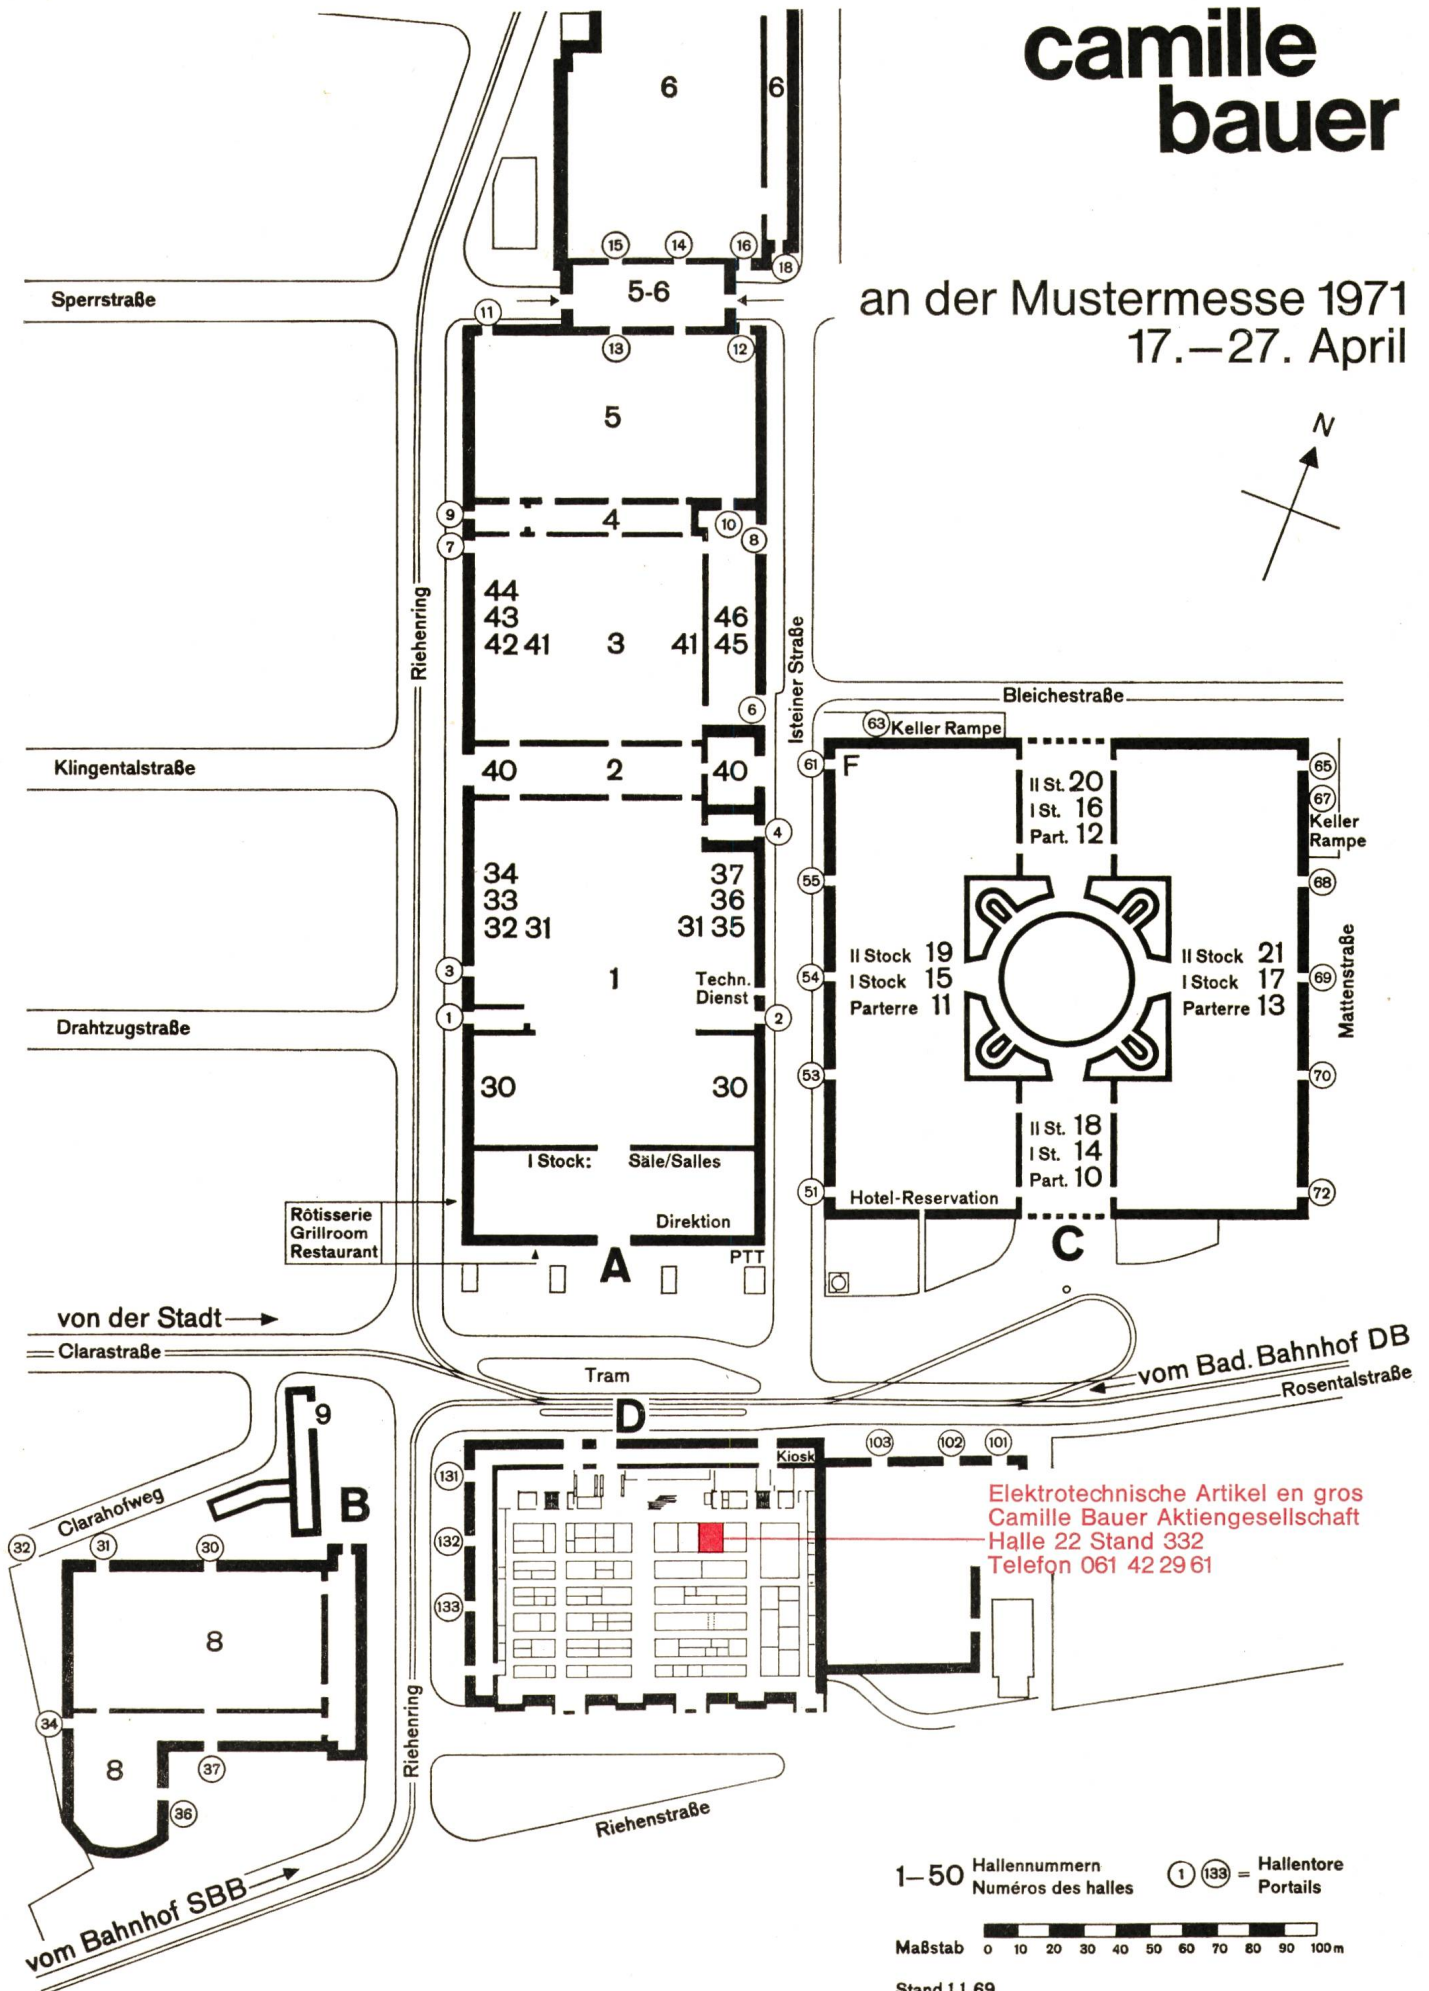 camille
bauer
an der Mustermesse 1971
17.–27. April
N
6
6
15
14
16
18
Sperrstraße
5-6
11
13
12
5
9
4
10
8
7
44
43
42 41
3
41
46
45
Riehenring
Isteiner Straße
6
Bleichestraße
63
Keller Rampe
Klingentalstraße
40
2
40
61
F
II St. 20
I St. 16
Part. 12
65
67
Keller
Rampe
4
34
33
32 31
37
36
31 35
55
68
3
1
Techn.
Dienst
54
II Stock 19
I Stock 15
Parterre 11
II Stock 21
I Stock 17
Parterre 13
69
Mattenstraße
Drahtzugstraße
1
2
30
30
53
70
II St. 18
I St. 14
Part. 10
I Stock:
Säle/Salles
51
Hotel-Reservation
72
Rôtisserie
Grillroom
Restaurant
Direktion
A
PTT
C
von der Stadt
Clarastraße
Tram
vom Bad. Bahnhof DB
Rosentalstraße
D
9
B
Clarahofweg
Kiosk
103
102
101
131
132
133
Elektrotechnische Artikel en gros
Camille Bauer Aktiengesellschaft
Halle 22 Stand 332
Telefon 061 42 29 61
32
31
30
8
34
8
37
36
Riehenring
Riehenstraße
vom Bahnhof SBB
1–50 Hallennummern
Numéros des halles
1 133 = Hallentore
Portails
Maßstab 0 10 20 30 40 50 60 70 80 90 100 m
Stand 1.1.69